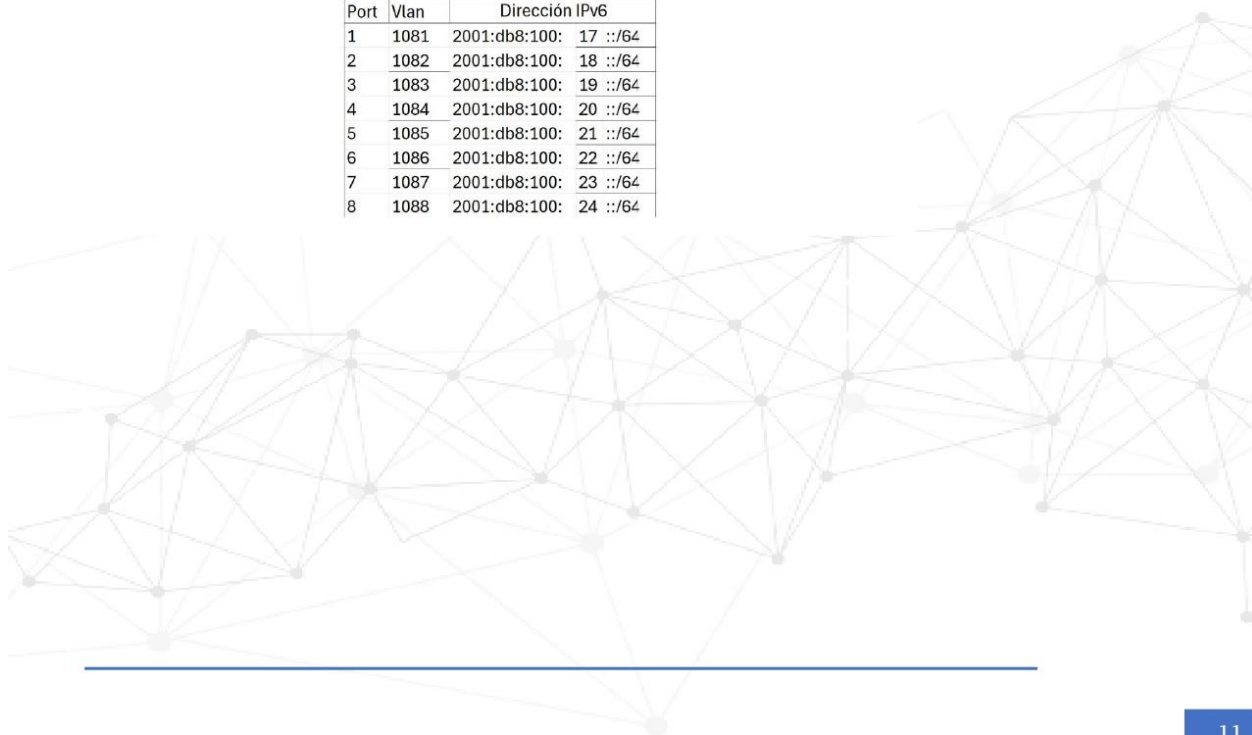 Port Vlan Dirección IPv6
1 1081 2001:db8:100: 17 ::/64
2 1082 2001:db8:100: 18 ::/64
3 1083 2001:db8:100: 19 ::/64
4 1084 2001:db8:100: 20 ::/64
5 1085 2001:db8:100: 21 ::/64
6 1086 2001:db8:100: 22 ::/64
7 1087 2001:db8:100: 23 ::/64
8 1088 2001:db8:100: 24 ::/64
11